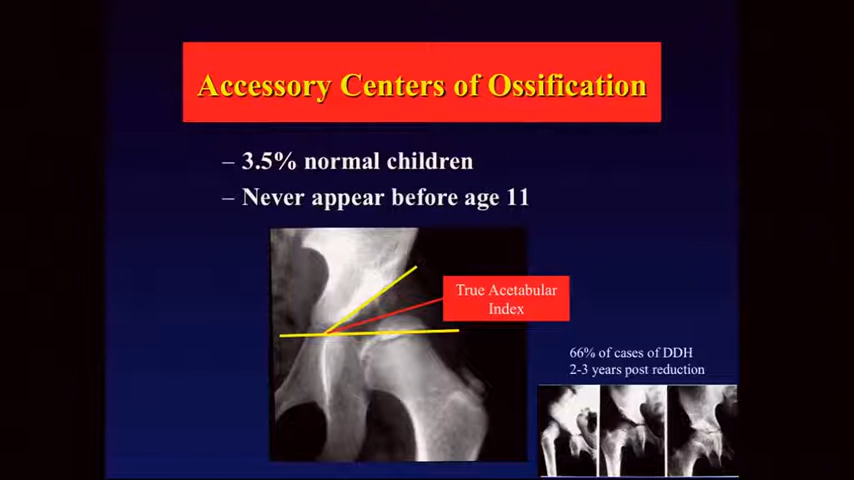 Accessory Centers of Ossification
– 3.5% normal children
– Never appear before age 11
True Acetabular
Index
66% of cases of DDH
2-3 years post reduction